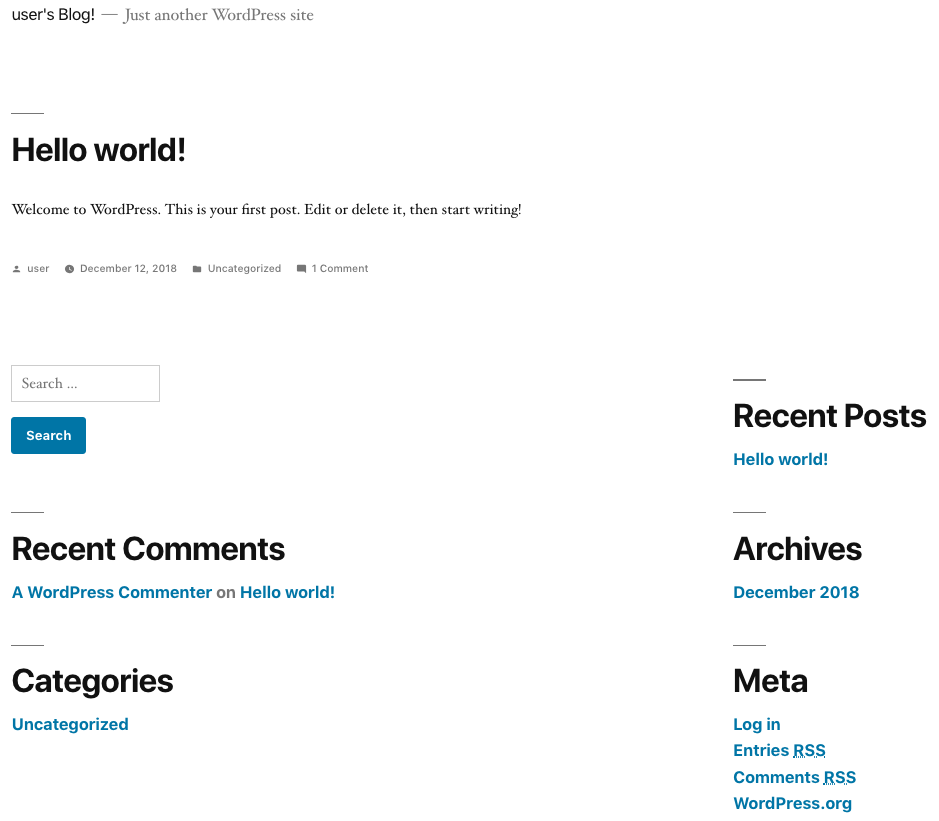 user's Blog! — Just another WordPress site
Hello world!
Welcome to WordPress. This is your first post. Edit or delete it, then start writing!
user December 12, 2018 Uncategorized 1 Comment
Search ...
Search
Recent Posts
Hello world!
Recent Comments
A WordPress Commenter on Hello world!
Archives
December 2018
Categories
Uncategorized
Meta
Log in
Entries RSS
Comments RSS
WordPress.org